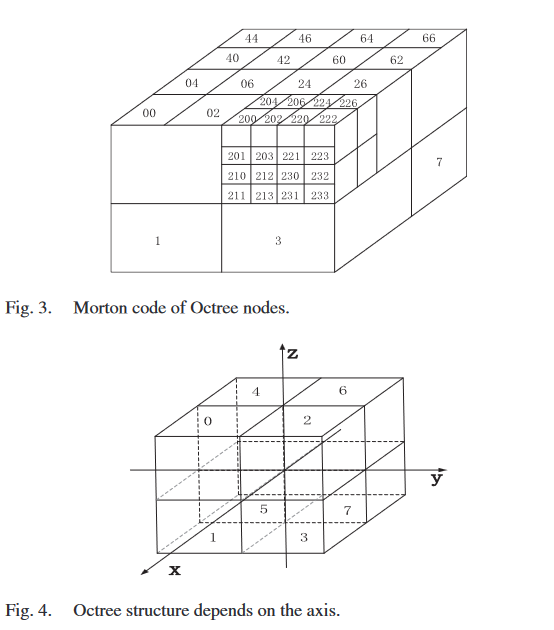 44 46 64 66
40 42 60 62
04 06 24 26
204 206 224 226
00 02 200 202 220 222
201 203 221 223
7
210 212 230 232
211 213 231 233
1 3
Fig. 3. Morton code of Octree nodes.
z
4 6
0 2
y
5 7
1 3
x
Fig. 4. Octree structure depends on the axis.